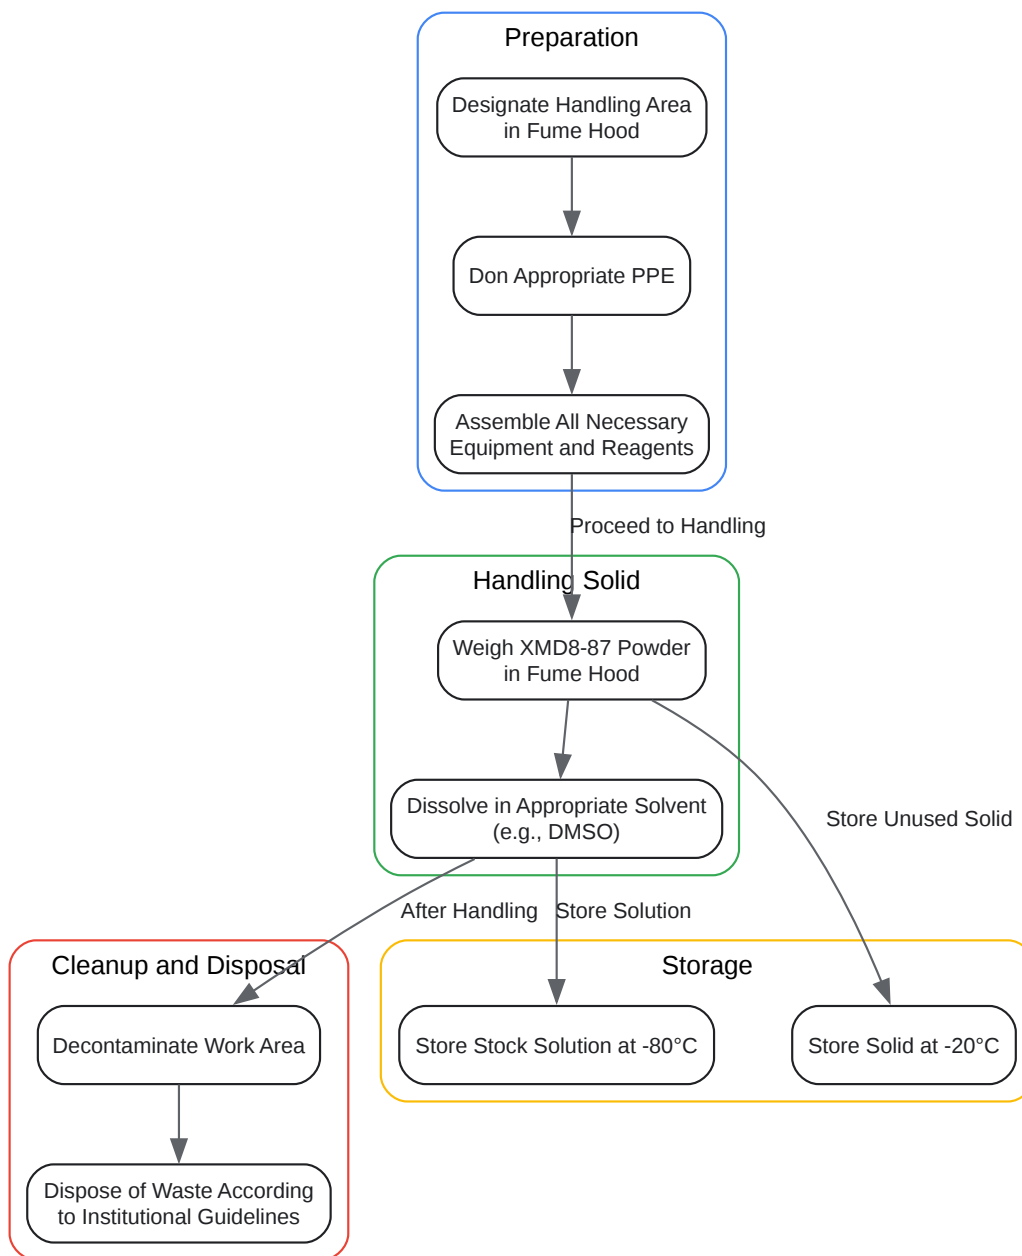 Preparation
Designate Handling Area
in Fume Hood
Don Appropriate PPE
Assemble All Necessary
Equipment and Reagents
Proceed to Handling
Handling Solid
Weigh XMD8-87 Powder
in Fume Hood
Dissolve in Appropriate Solvent
(e.g., DMSO)
Store Unused Solid
After Handling
Store Solution
Cleanup and Disposal
Decontaminate Work Area
Dispose of Waste According
to Institutional Guidelines
Storage
Store Stock Solution at -80°C
Store Solid at -20°C